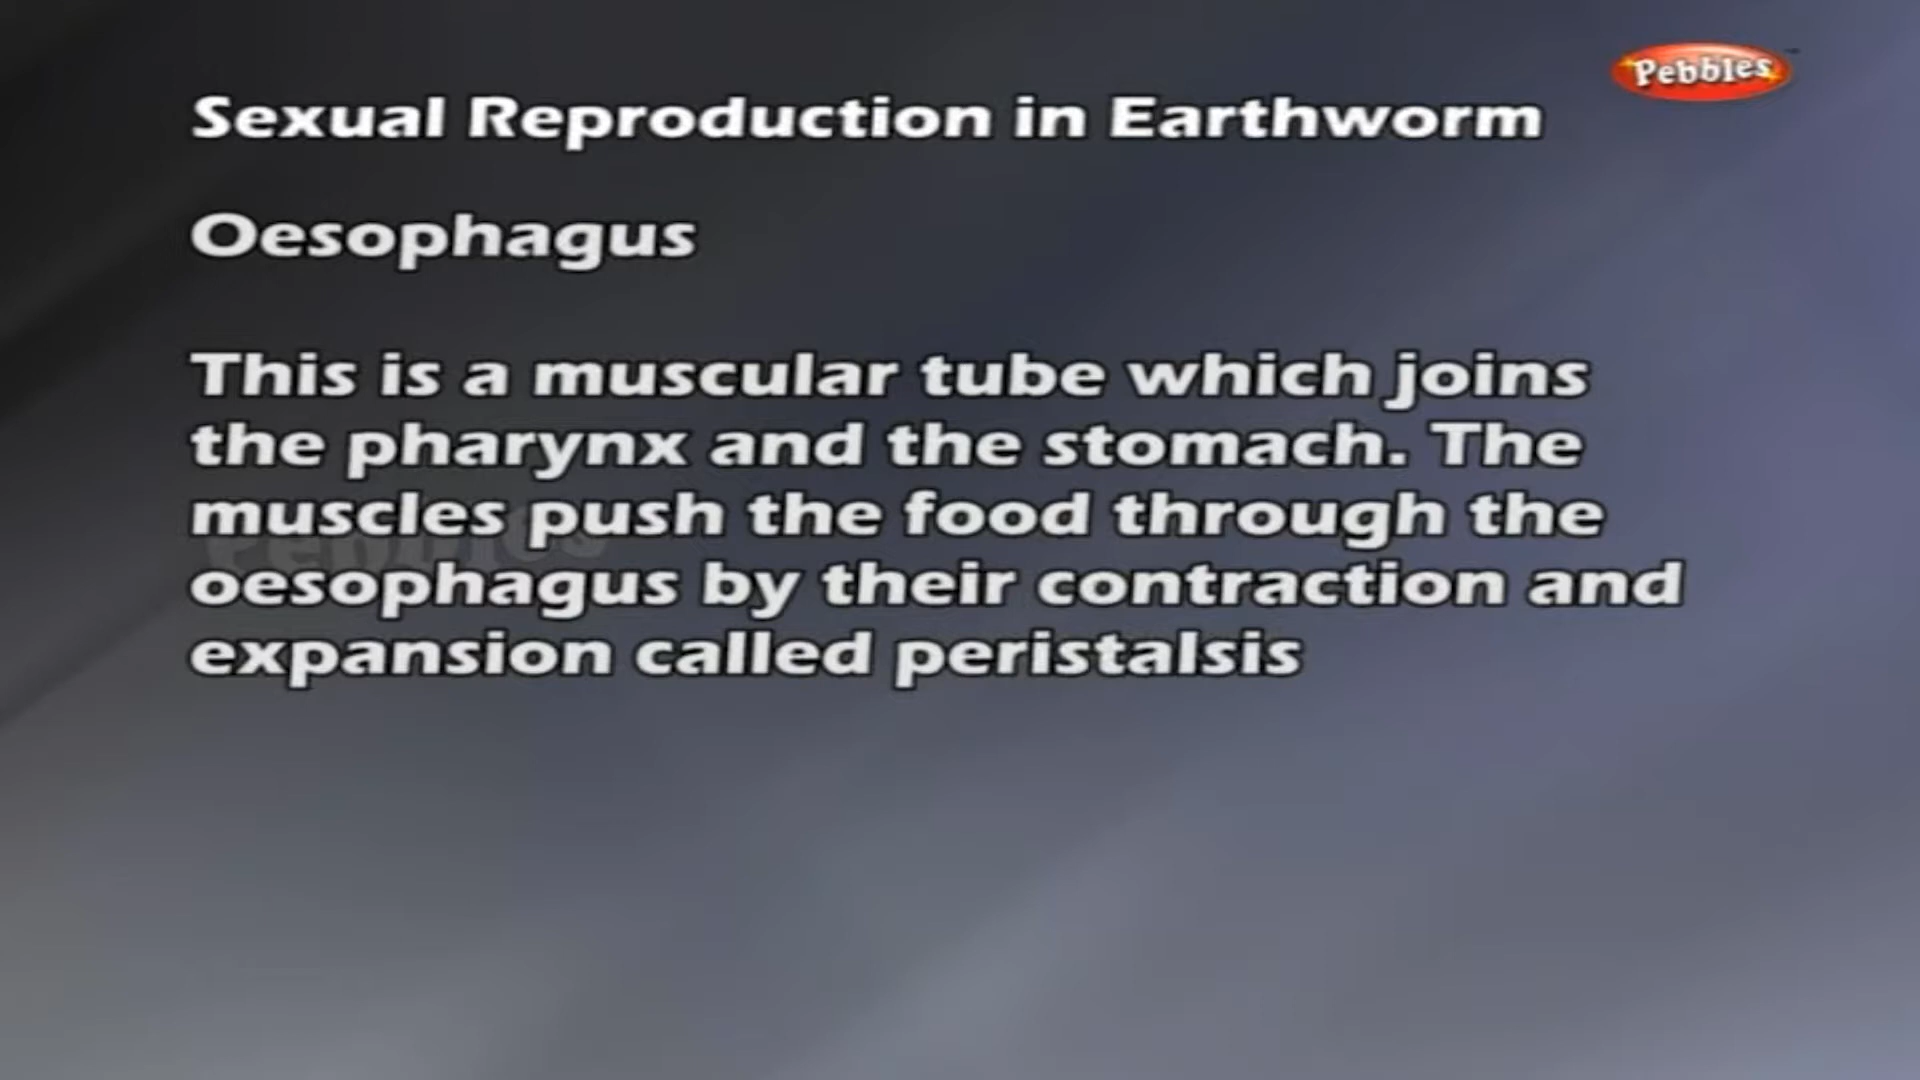 Pebbles
Sexual Reproduction in Earthworm
Oesophagus
This is a muscular tube which joins
the pharynx and the stomach. The
muscles push the food through the
oesophagus by their contraction and
expansion called peristalsis
Pebbles